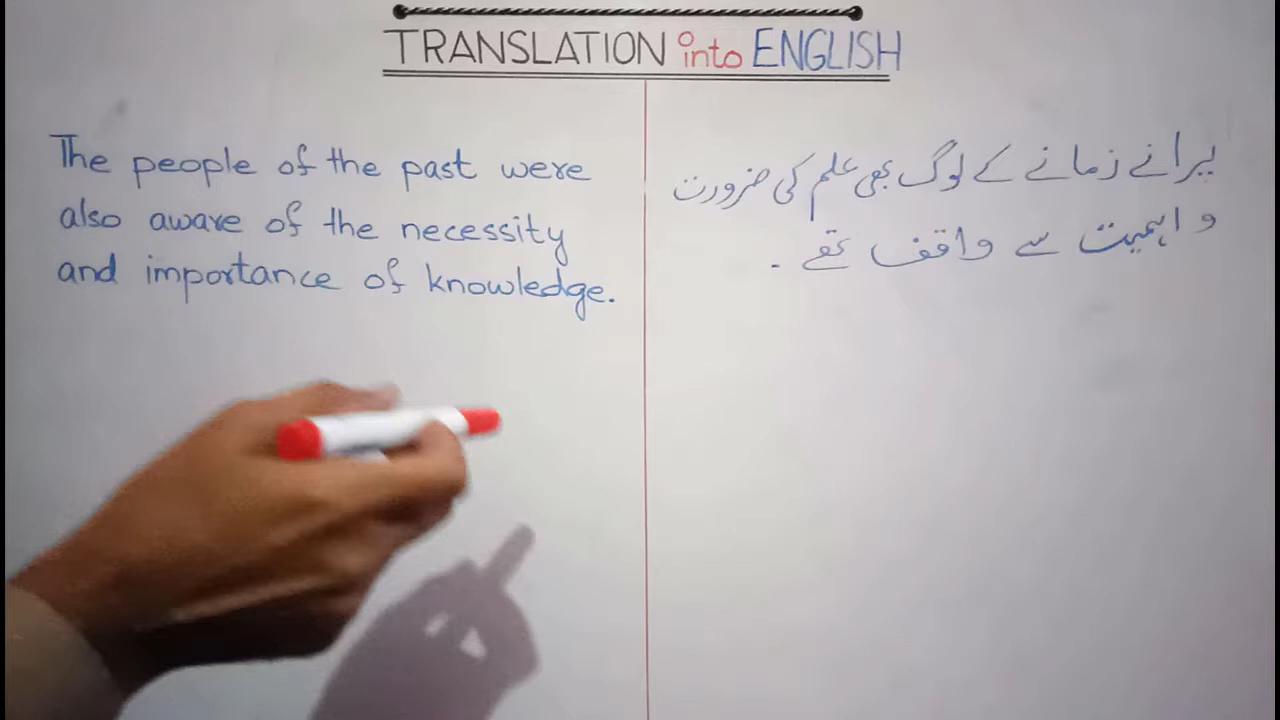 TRANSLATION into ENGLISH
The people of the past were
also aware of the necessity
and importance of knowledge.
پرانے زمانے کے لوگ بھی علم کی ضرورت
و اہمیت سے واقف تھے ۔